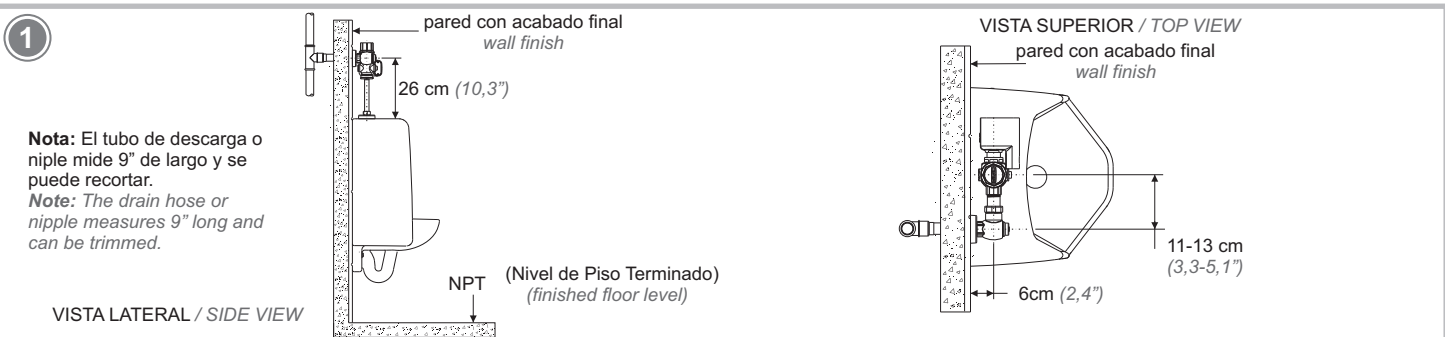 1
pared con acabado final
wall finish
26 cm (10,3”)
Nota: El tubo de descarga o
niple mide 9” de largo y se
puede recortar.
Note: The drain hose or
nipple measures 9” long and
can be trimmed.
NPT
(Nivel de Piso Terminado)
(finished floor level)
VISTA LATERAL / SIDE VIEW
VISTA SUPERIOR / TOP VIEW
pared con acabado final
wall finish
11-13 cm
(3,3-5,1”)
6cm (2,4”)